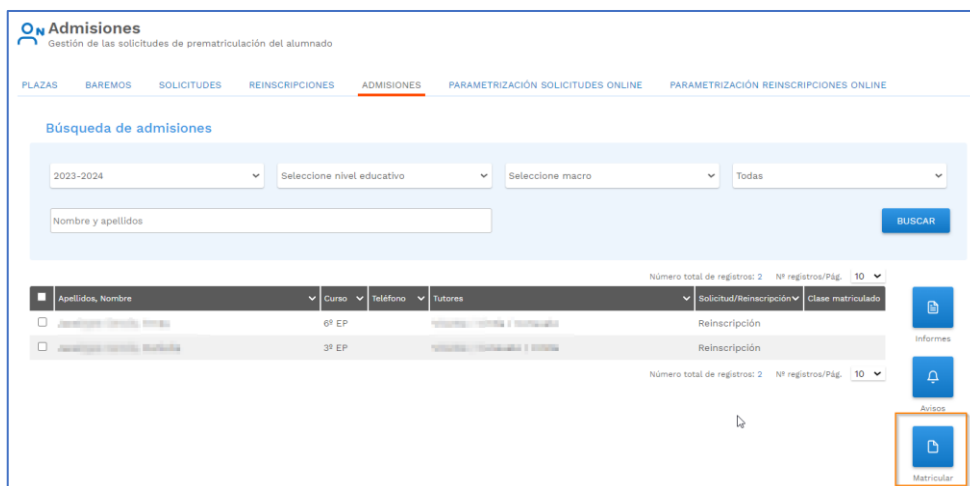 Admisiones
Gestión de las solicitudes de prematriculación del alumnado
PLAZAS BAREMOS SOLICITUDES REINSCRIPCIONES ADMISIONES PARAMETRIZACIÓN SOLICITUDES ONLINE PARAMETRIZACIÓN REINSCRIPCIONES ONLINE
Búsqueda de admisiones
2023-2024 Seleccione nivel educativo Seleccione macro Todas
Nombre y apellidos BUSCAR
Número total de registros: 2 Nº registros/Pág. 10
Apellidos, Nombre Curso Teléfono Tutores Solicitud/Reinscripción Clase matriculado
6º EP Reinscripción
Informes
3º EP Reinscripción
Número total de registros: 2 Nº registros/Pág. 10
Avisos
Matricular